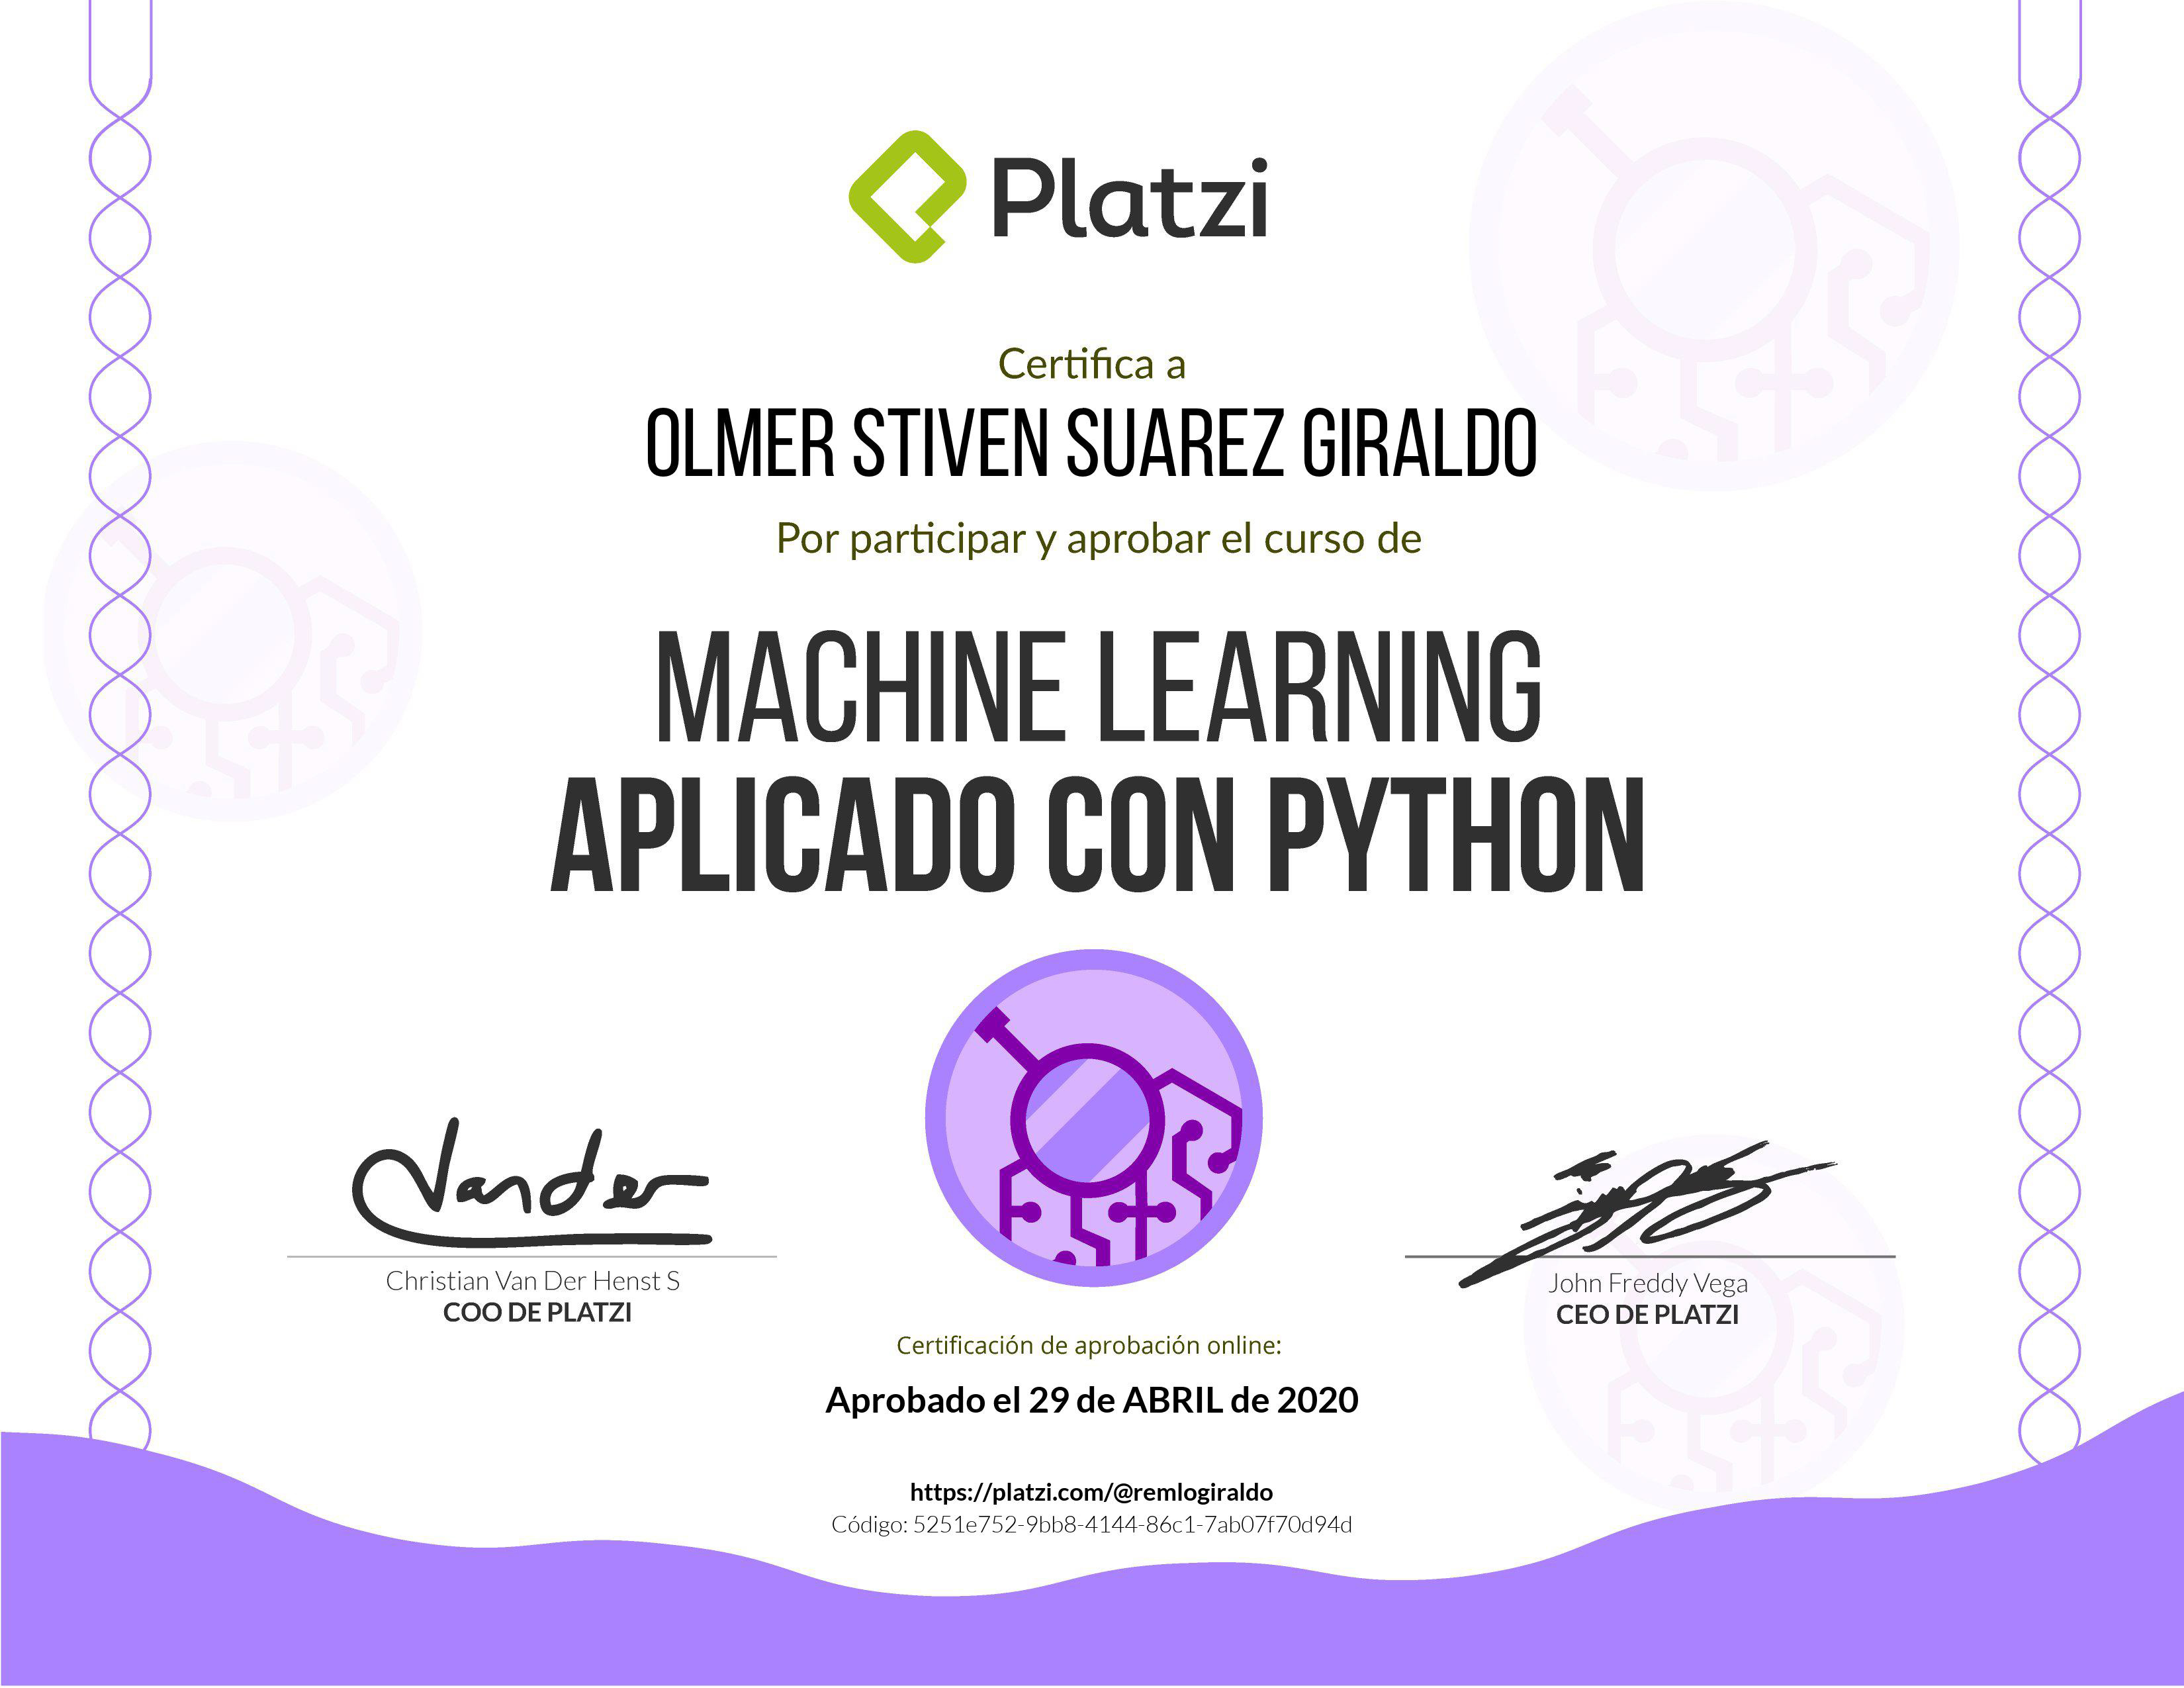 Platzi
Certifica a
OLMER STIVEN SUAREZ GIRALDO
Por participar y aprobar el curso de
MACHINE LEARNING
APLICADO CON PYTHON
Vander
Christian Van Der Henst S
COO DE PLATZI
John Freddy Vega
CEO DE PLATZI
Certificación de aprobación online:
Aprobado el 29 de ABRIL de 2020
https://platzi.com/@remlogiraldo
Código: 5251e752-9bb8-4144-86c1-7ab07f70d94d